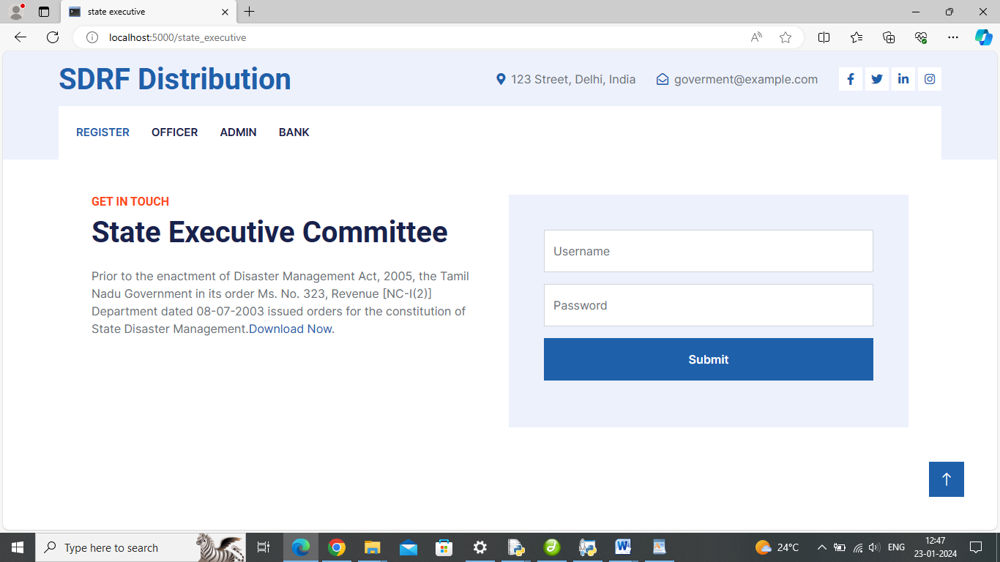 state executive
localhost:5000/state_executive
SDRF Distribution
123 Street, Delhi, India
goverment@example.com
REGISTER OFFICER ADMIN BANK
GET IN TOUCH
State Executive Committee
Prior to the enactment of Disaster Management Act, 2005, the Tamil
Nadu Government in its order Ms. No. 323, Revenue [NC-I(2)]
Department dated 08-07-2003 issued orders for the constitution of
State Disaster Management.Download Now.
Username
Password
Submit
Type here to search
24°C
ENG
12:47
23-01-2024